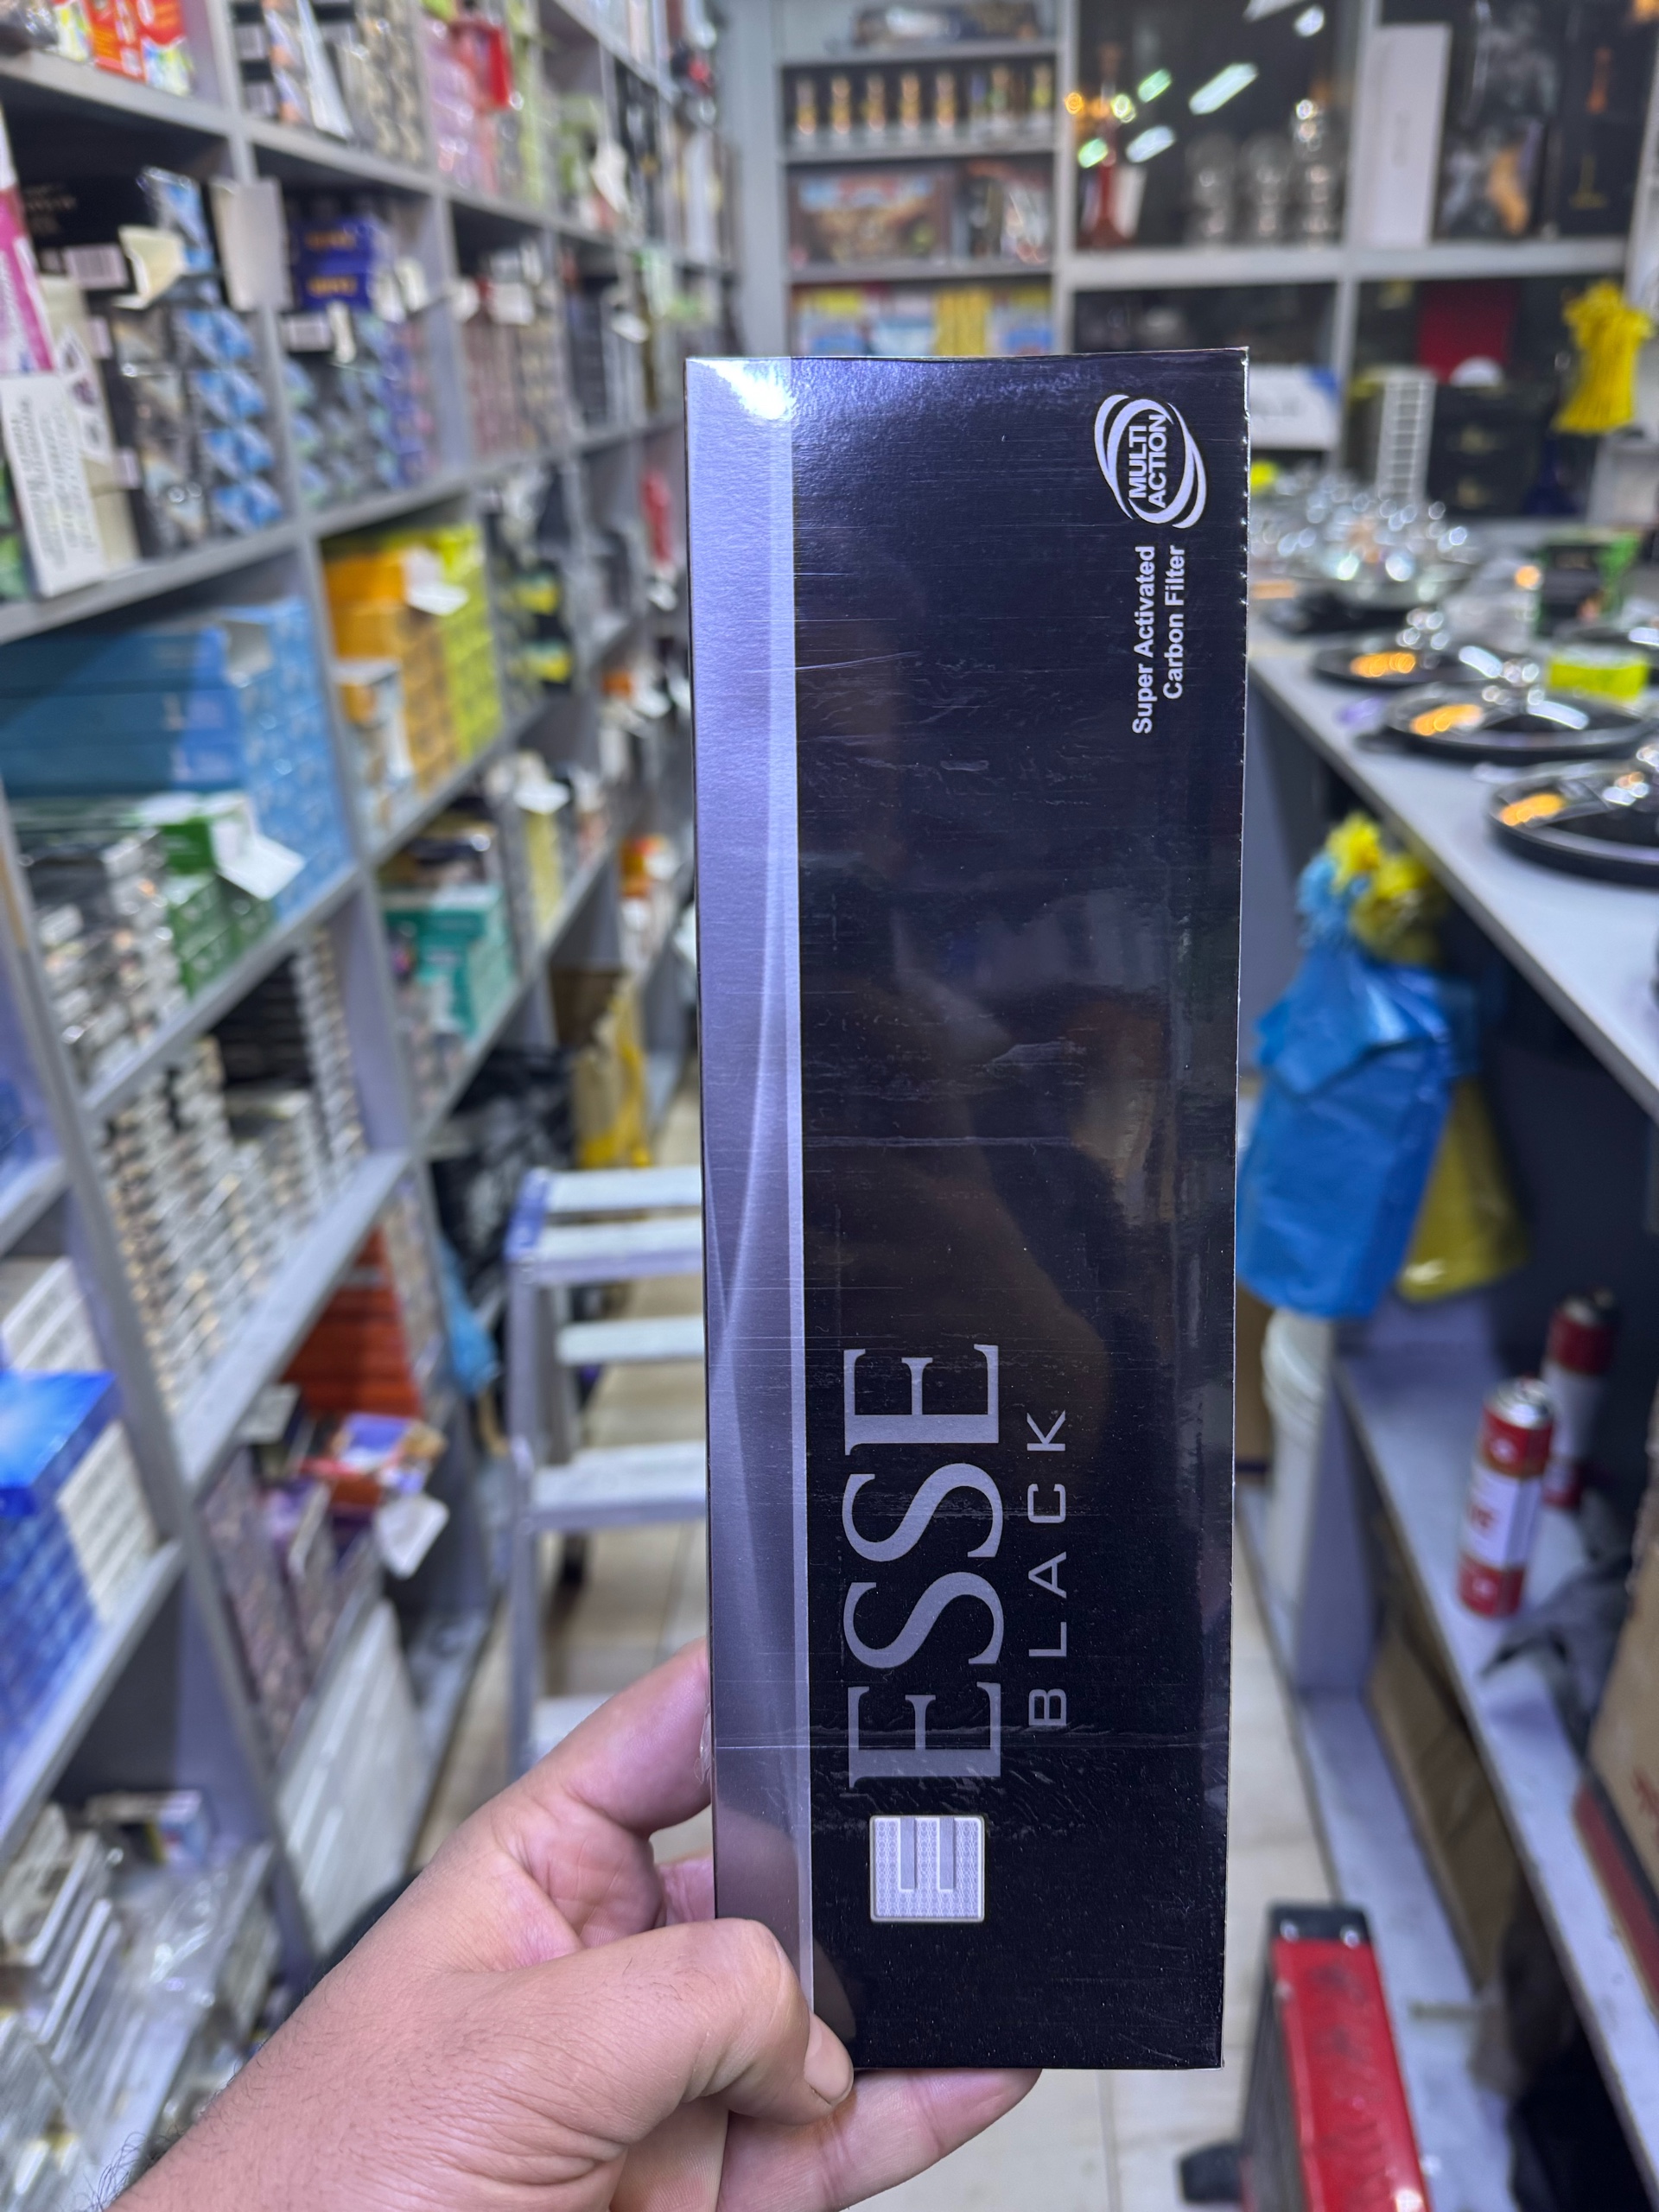 ESSE
BLACK
MULTI
ACTION
Super Activated
Carbon Filter